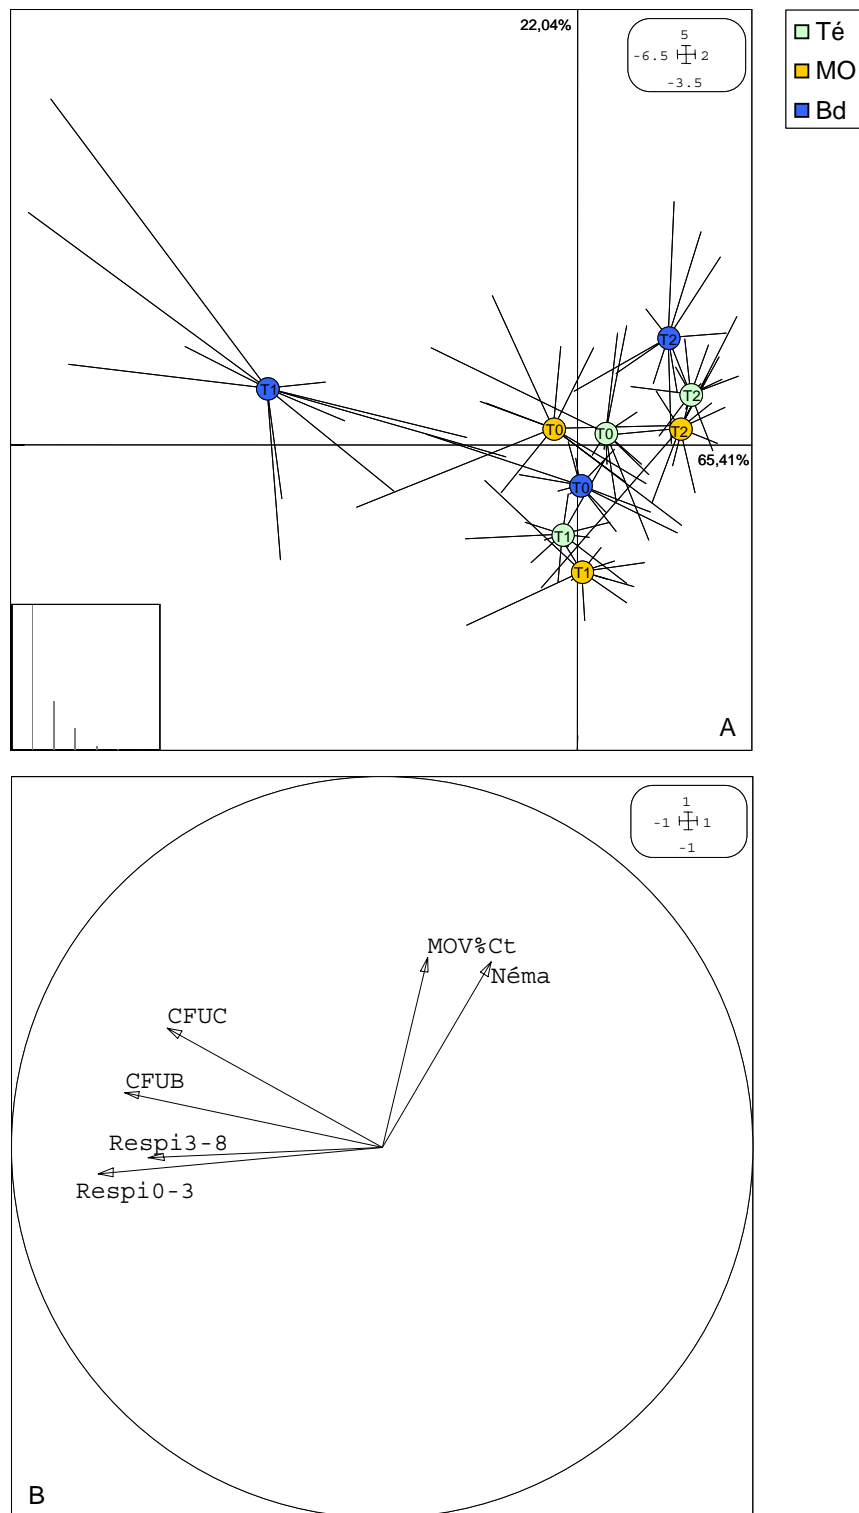 22,04%
5
-6.5 2
-3.5
Té
MO
Bd
T2
T1
T2
T0
T0
T2
65,41%
T0
T1
T1
A
1
-1 1
-1
MOV%Ct
Néma
CFUC
CFUB
Respi3-8
Respi0-3
B